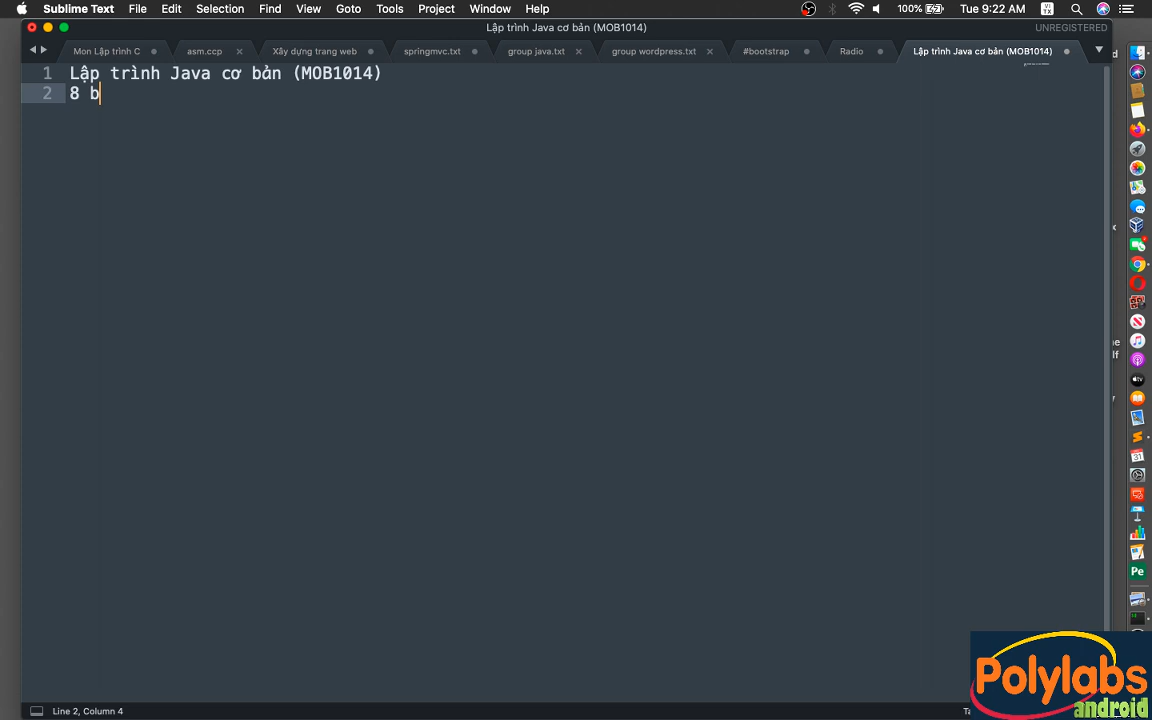 Sublime Text File Edit Selection Find View Goto Tools Project Window Help 100% Tue 9:22 AM VI TX
Lập trình Java cơ bản (MOB1014) UNREGISTERED
Mon Lập trình C asm.ccp Xây dựng trang web springmvc.txt group java.txt group wordpress.txt #bootstrap Radio Lập trình Java cơ bản (MOB1014)
1 Lập trình Java cơ bản (MOB1014)
2 8 b
Line 2, Column 4
Polylabs
android